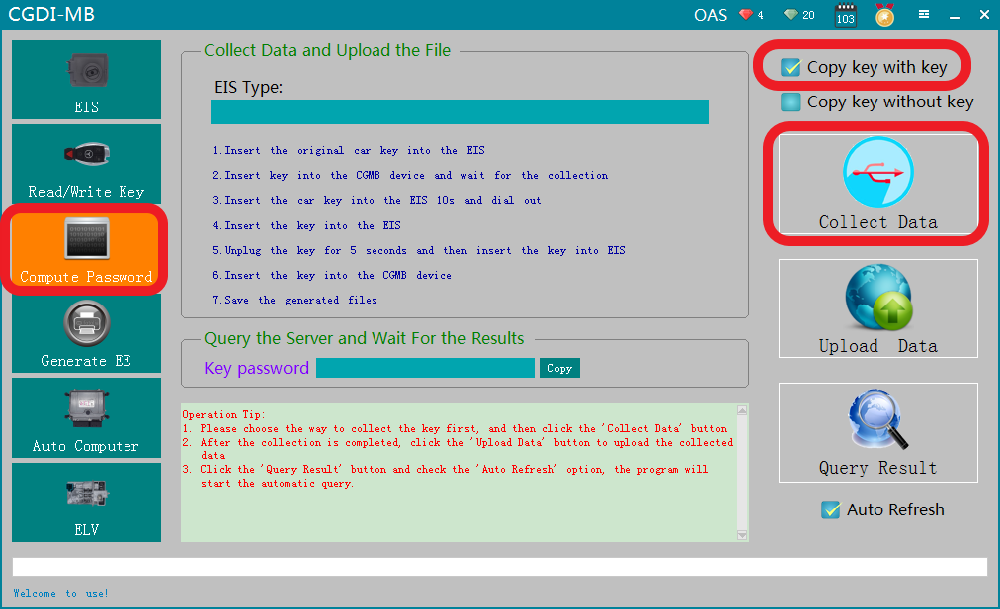 CGDI-MB
OAS 4 20 103
EIS
Read/Write Key
01010101
Compute Password
Generate EE
Auto Computer
ELV
Collect Data and Upload the File
EIS Type:
1.Insert the original car key into the EIS
2.Insert key into the CGMB device and wait for the collection
3.Insert the car key into the EIS 10s and dial out
4.Insert the key into the EIS
5.Unplug the key for 5 seconds and then insert the key into EIS
6.Insert the key into the CGMB device
7.Save the generated files
Query the Server and Wait For the Results
Key password Copy
Operation Tip:
1. Please choose the way to collect the key first, and then click the 'Collect Data' button
2. After the collection is completed, click the 'Upload Data' button to upload the collected
data
3. Click the 'Query Result' button and check the 'Auto Refresh' option, the program will
start the automatic query.
Copy key with key
Copy key without key
Collect Data
Upload Data
Query Result
Auto Refresh
Welcome to use!